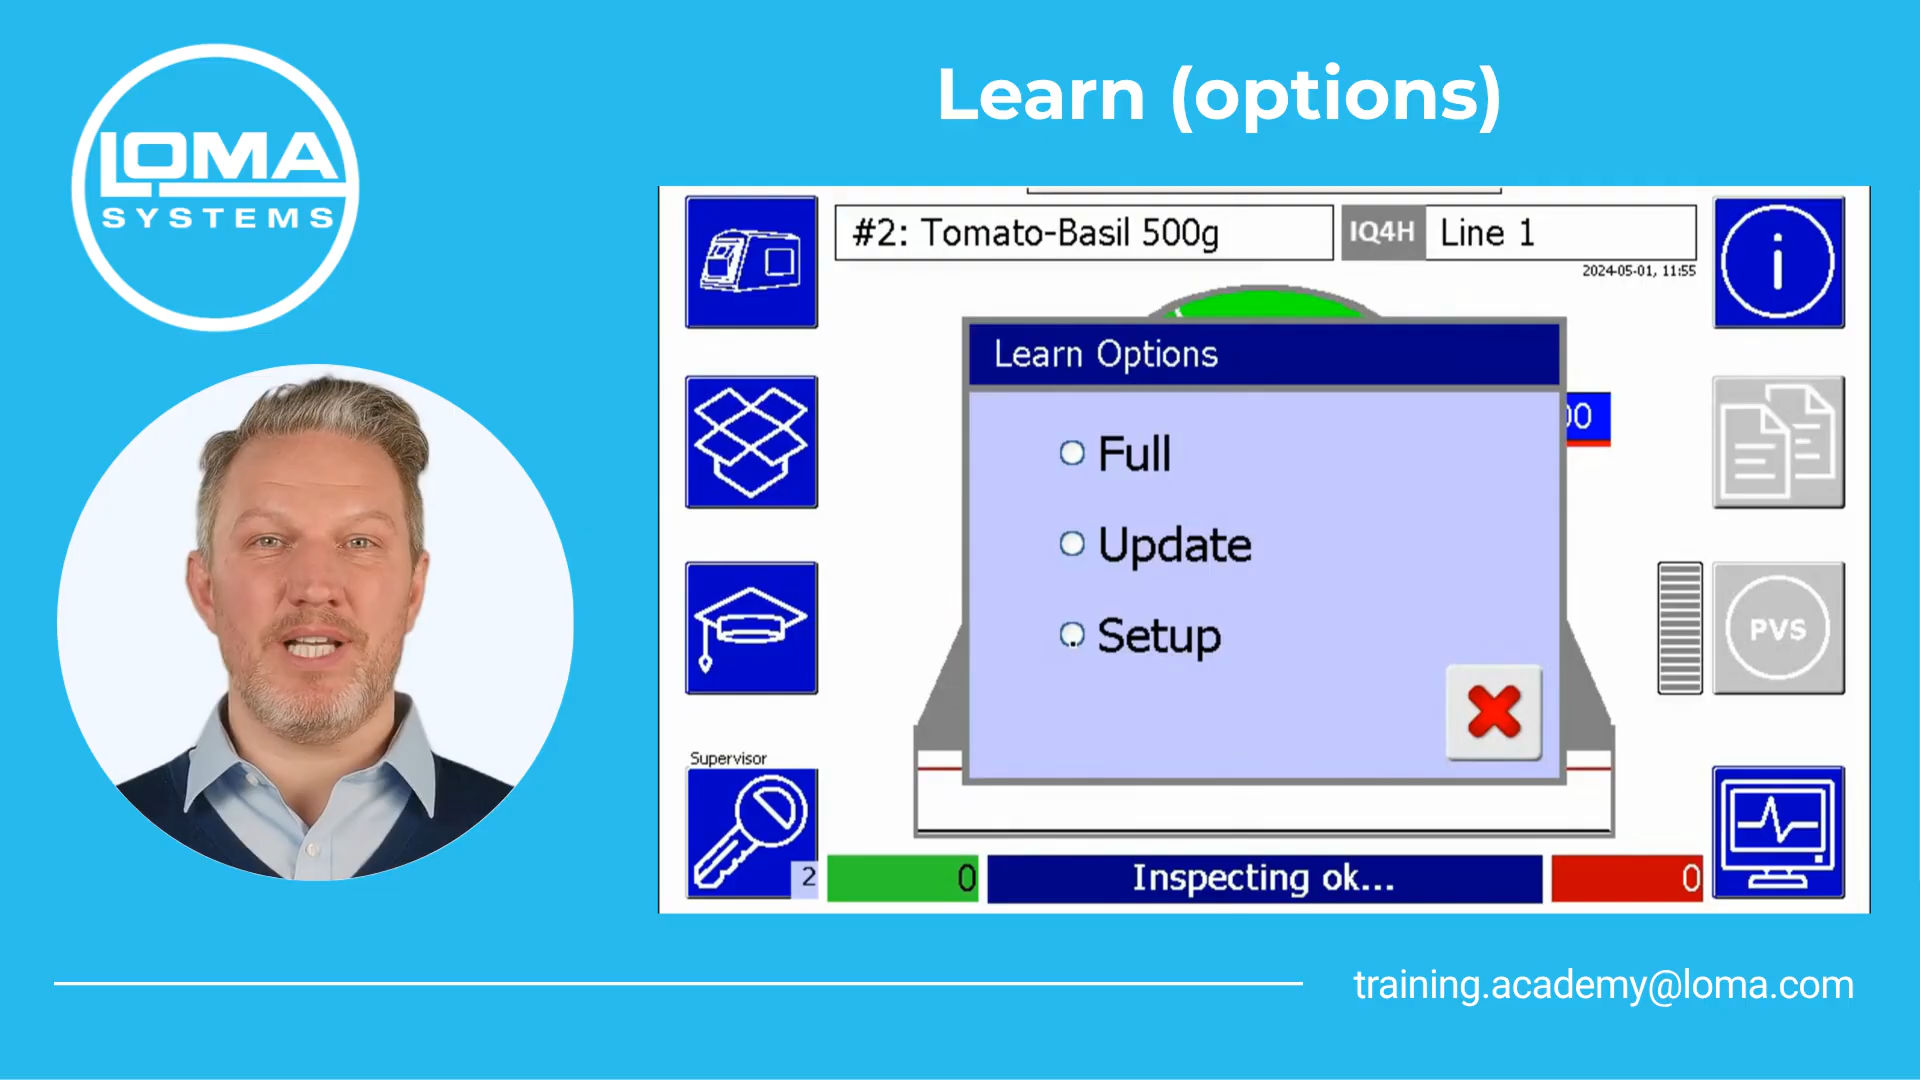 LOMA
SYSTEMS
Learn (options)
#2: Tomato-Basil 500g
IQ4H
Line 1
2024-05-01, 11:55
Learn Options
Full
Update
Setup
PVS
Supervisor
2
0
Inspecting ok...
0
training.academy@loma.com